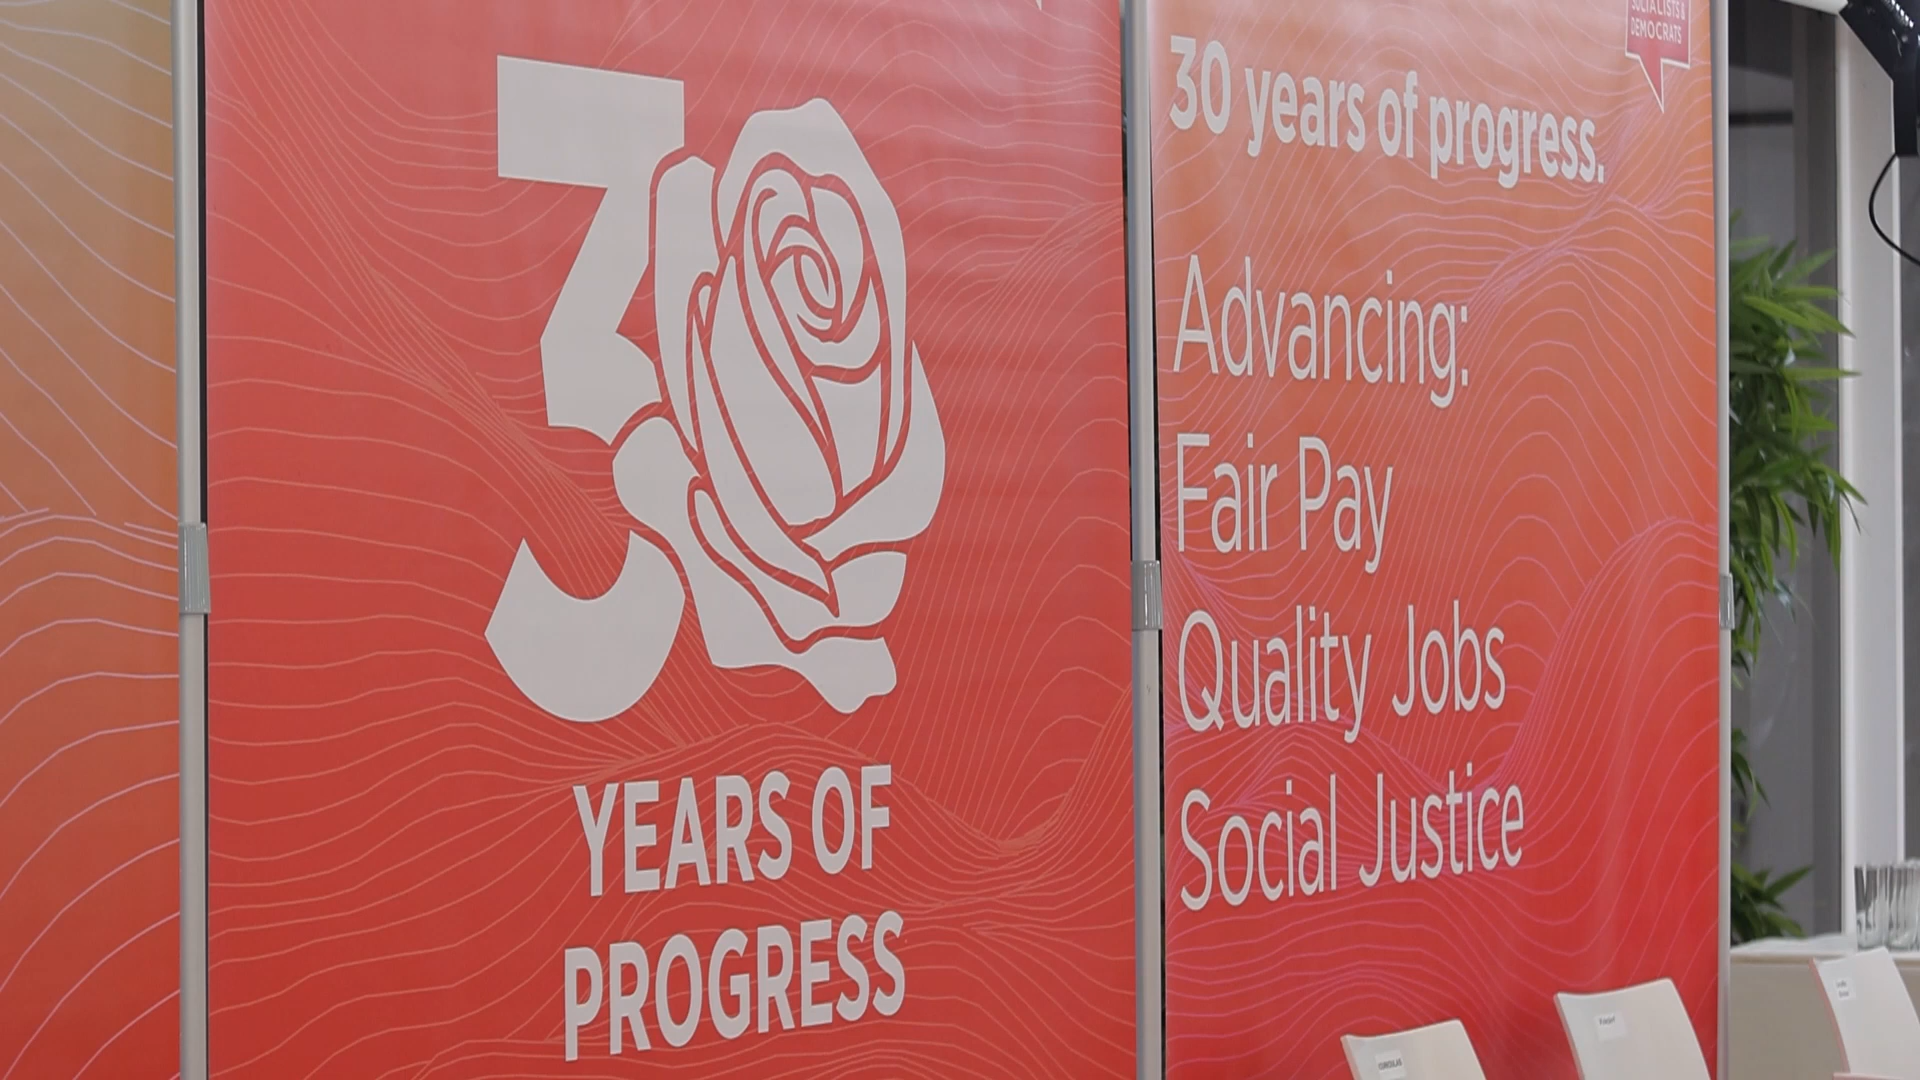 30
YEARS OF
PROGRESS
SOCIALISTS &
DEMOCRATS
30 years of progress.
Advancing:
Fair Pay
Quality Jobs
Social Justice